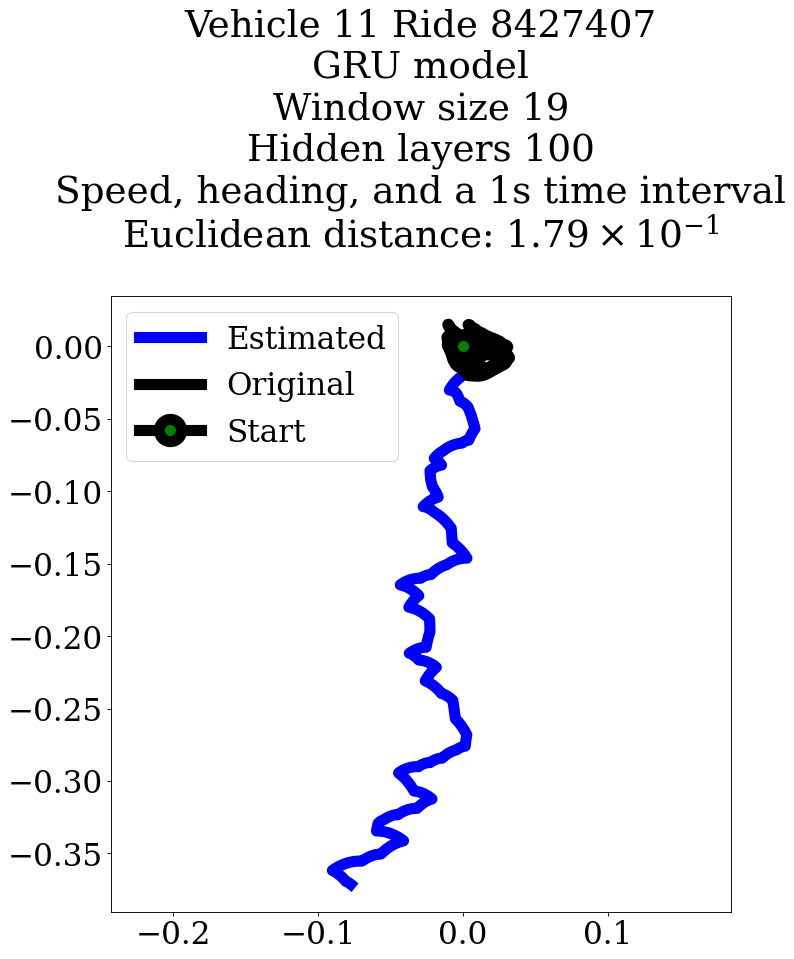 Vehicle 11 Ride 8427407
GRU model
Window size 19
Hidden layers 100
Speed, heading, and a 1s time interval
Euclidean distance: 1.79 × 10⁻¹
Estimated
Original
Start
0.00
−0.05
−0.10
−0.15
−0.20
−0.25
−0.30
−0.35
−0.2 −0.1 0.0 0.1